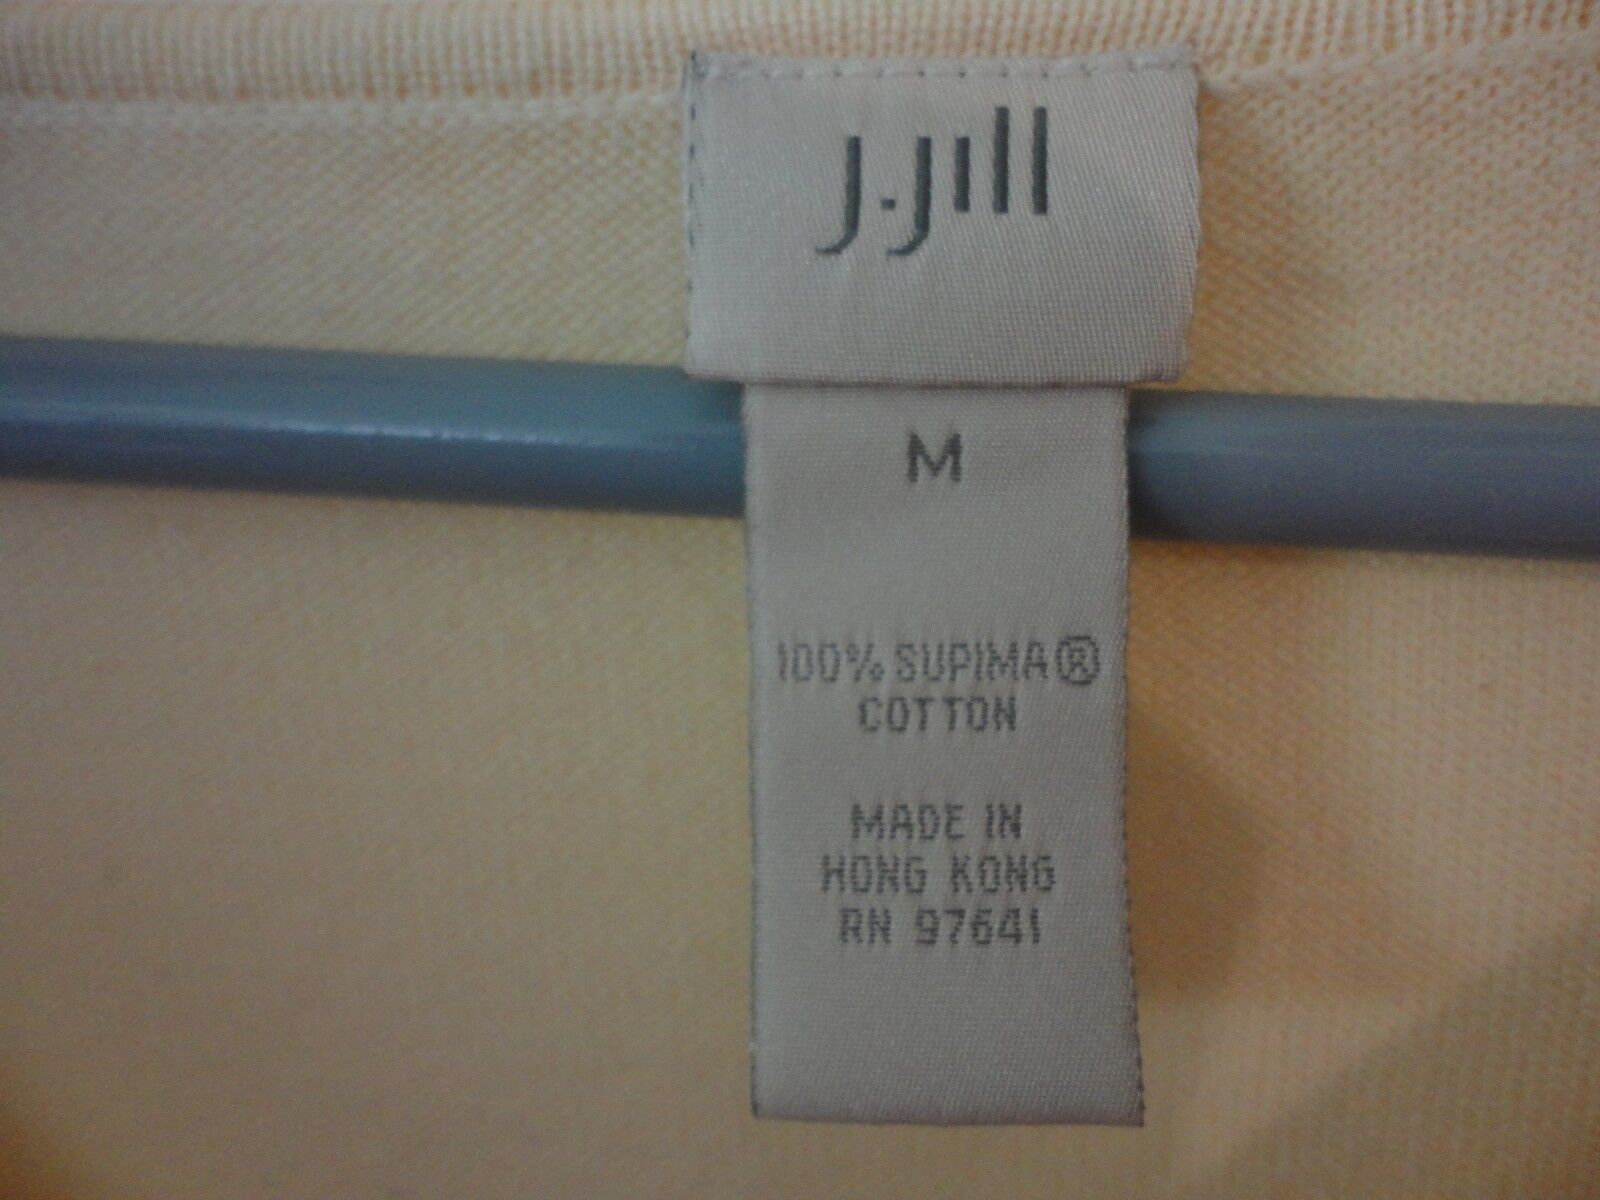 J.Jill
M
100% SUPIMA®
COTTON
MADE IN
HONG KONG
RN 97641